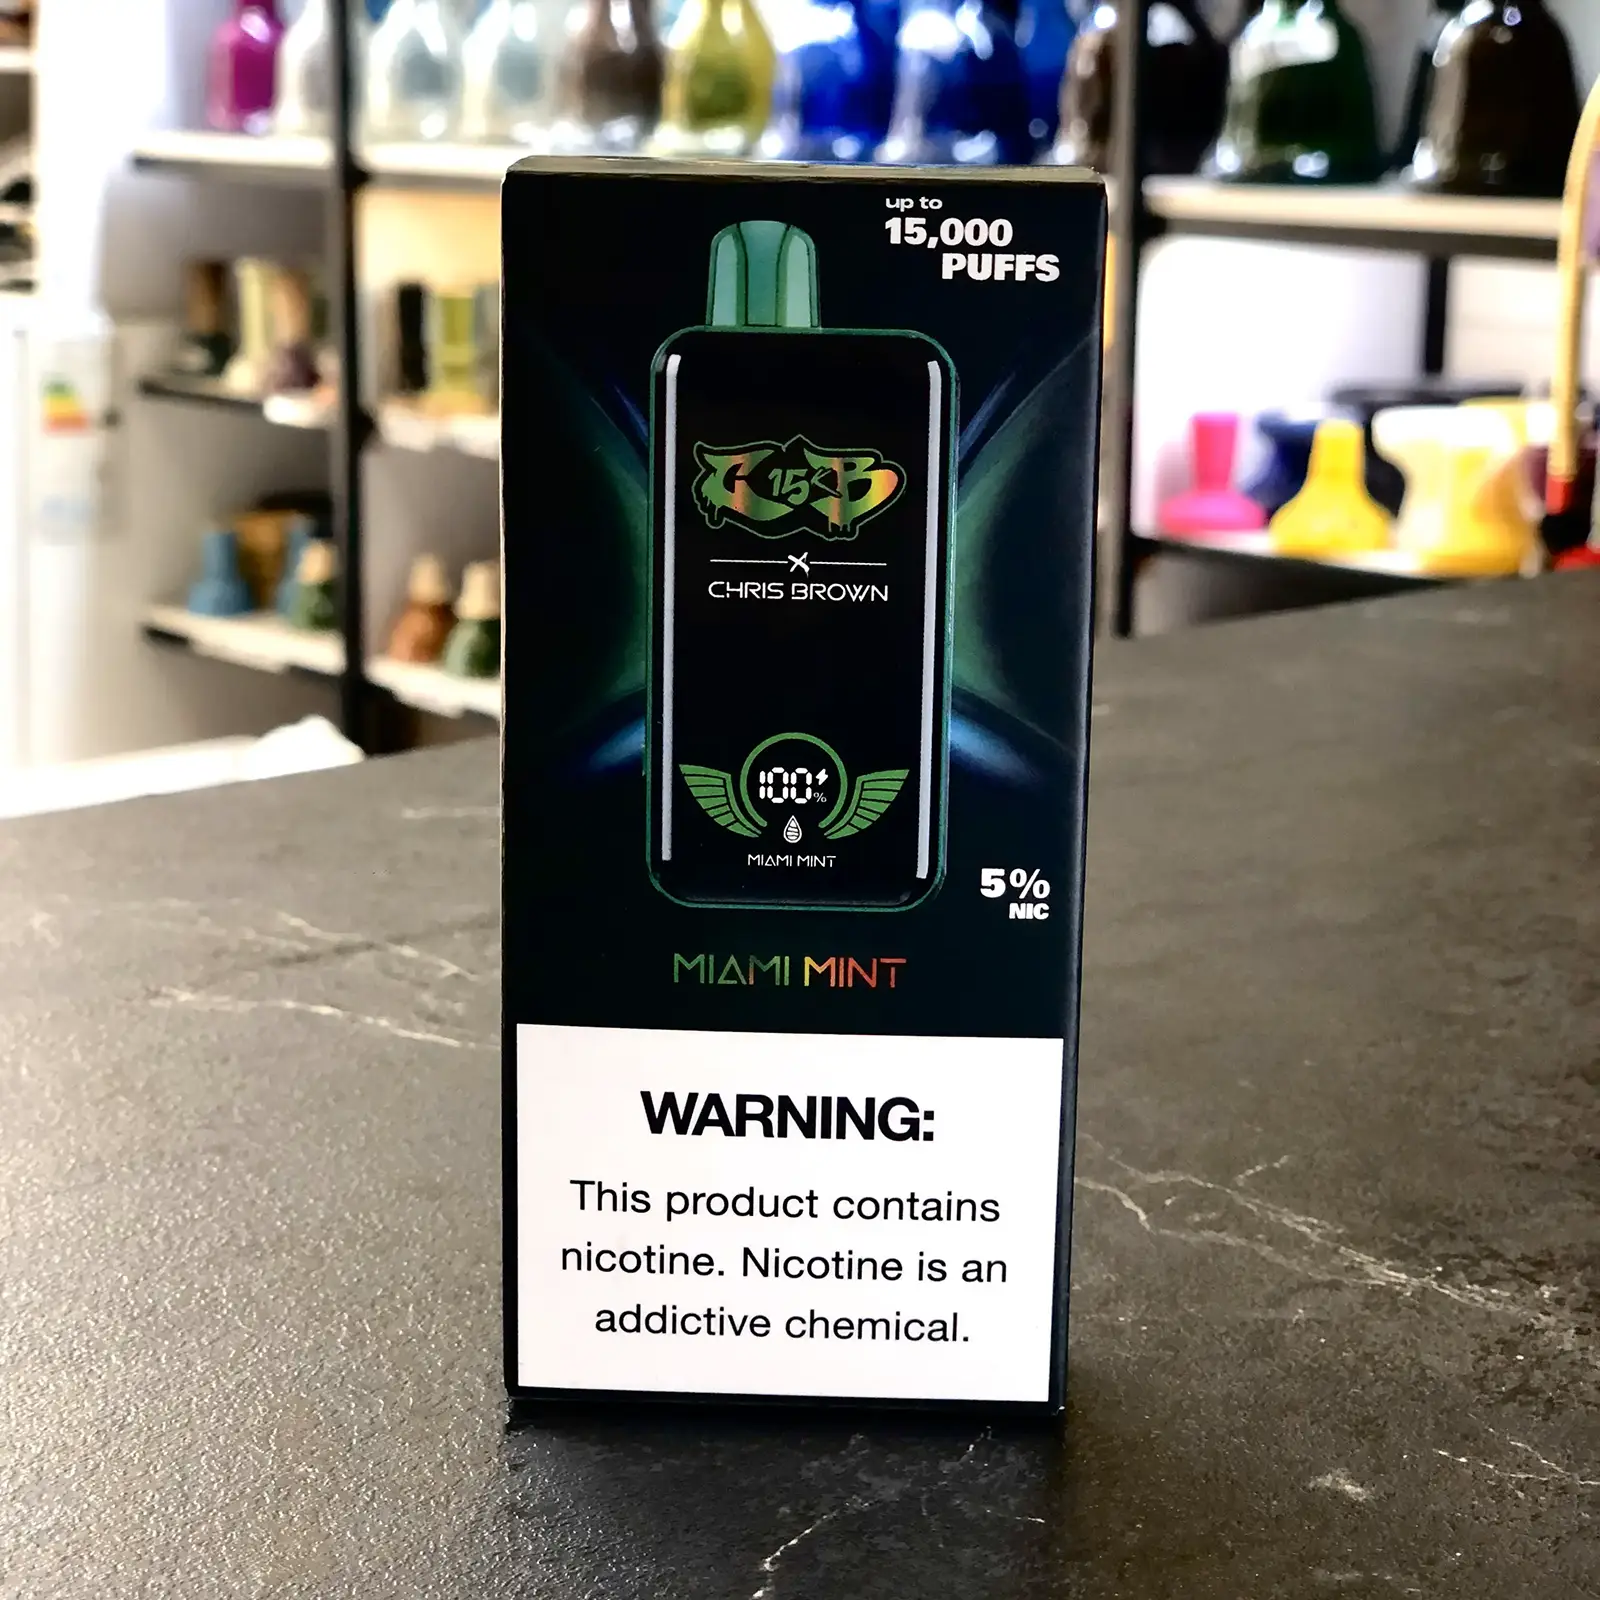 up to
15,000
PUFFS
C 15K B
X
CHRIS BROWN
100%
MIAMI MINT
5%
NIC
MIAMI MINT
WARNING:
This product contains
nicotine. Nicotine is an
addictive chemical.